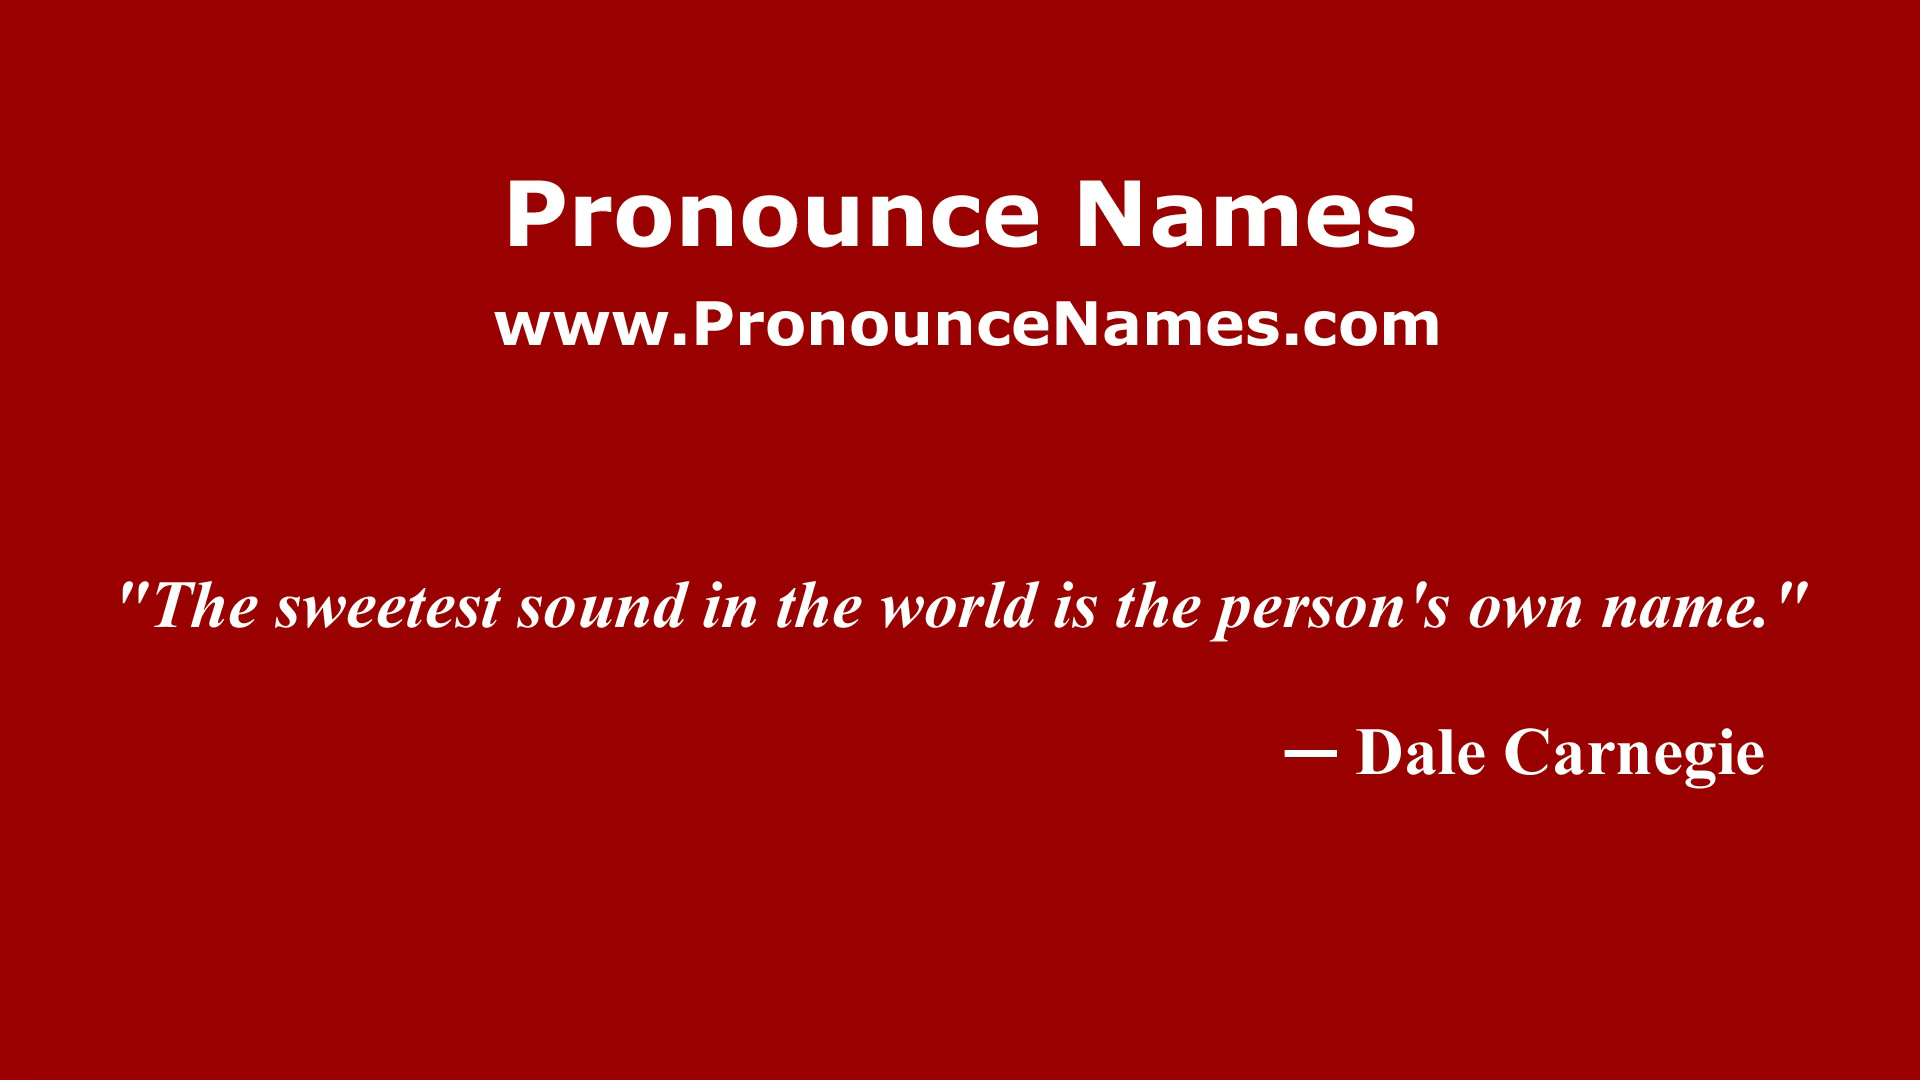 Pronounce Names
www.PronounceNames.com
"The sweetest sound in the world is the person's own name."
— Dale Carnegie